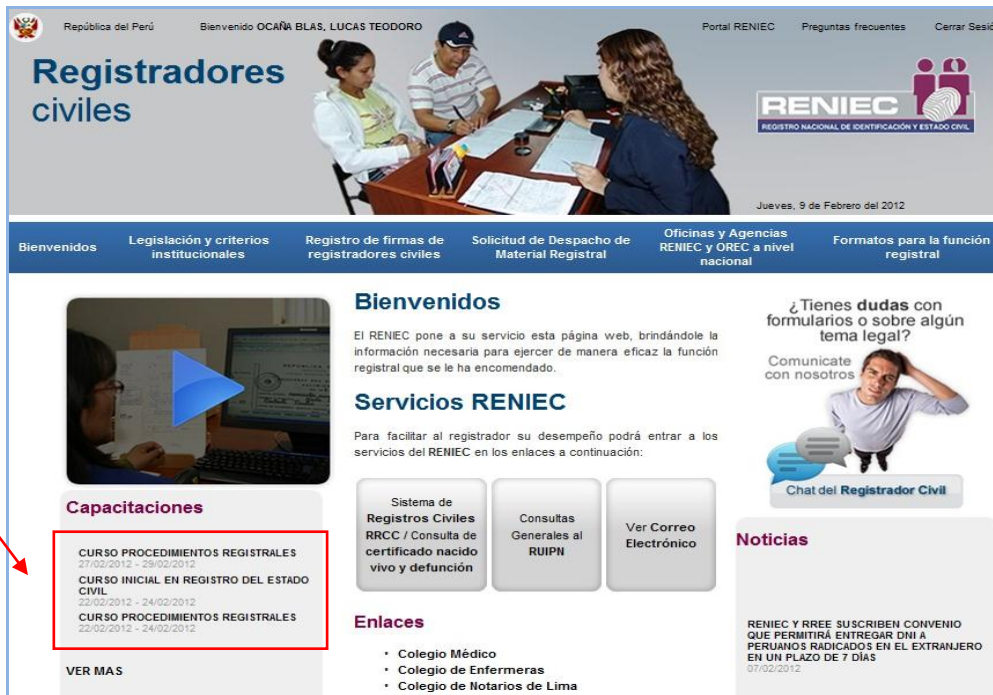 República del Perú
Bienvenido OCAÑA BLAS, LUCAS TEODORO
Portal RENIEC
Preguntas frecuentes
Cerrar Sesió
Registradores
civiles
RENIEC
REGISTRO NACIONAL DE IDENTIFICACIÓN Y ESTADO CIVIL
Jueves, 9 de Febrero del 2012
Bienvenidos
Legislación y criterios
institucionales
Registro de firmas de
registradores civiles
Solicitud de Despacho de
Material Registral
Oficinas y Agencias
RENIEC y OREC a nivel
nacional
Formatos para la función
registral
Capacitaciones
CURSO PROCEDIMIENTOS REGISTRALES
27/02/2012 - 29/02/2012
CURSO INICIAL EN REGISTRO DEL ESTADO
CIVIL
22/02/2012 - 24/02/2012
CURSO PROCEDIMIENTOS REGISTRALES
22/02/2012 - 24/02/2012
VER MAS
Bienvenidos
El RENIEC pone a su servicio esta página web, brindándole la
información necesaria para ejercer de manera eficaz la función
registral que se le ha encomendado.
Servicios RENIEC
Para facilitar al registrador su desempeño podrá entrar a los
servicios del RENIEC en los enlaces a continuación:
Sistema de
Registros Civiles
RRCC / Consulta de
certificado nacido
vivo y defunción
Consultas
Generales al
RUIPN
Ver Correo
Electrónico
Enlaces
• Colegio Médico
• Colegio de Enfermeras
• Colegio de Notarios de Lima
¿Tienes dudas con
formularios o sobre algún
tema legal?
Comunicate
con nosotros
Chat del Registrador Civil
Noticias
RENIEC Y RREE SUSCRIBEN CONVENIO
QUE PERMITIRÁ ENTREGAR DNI A
PERUANOS RADICADOS EN EL EXTRANJERO
EN UN PLAZO DE 7 DÍAS
07/02/2012